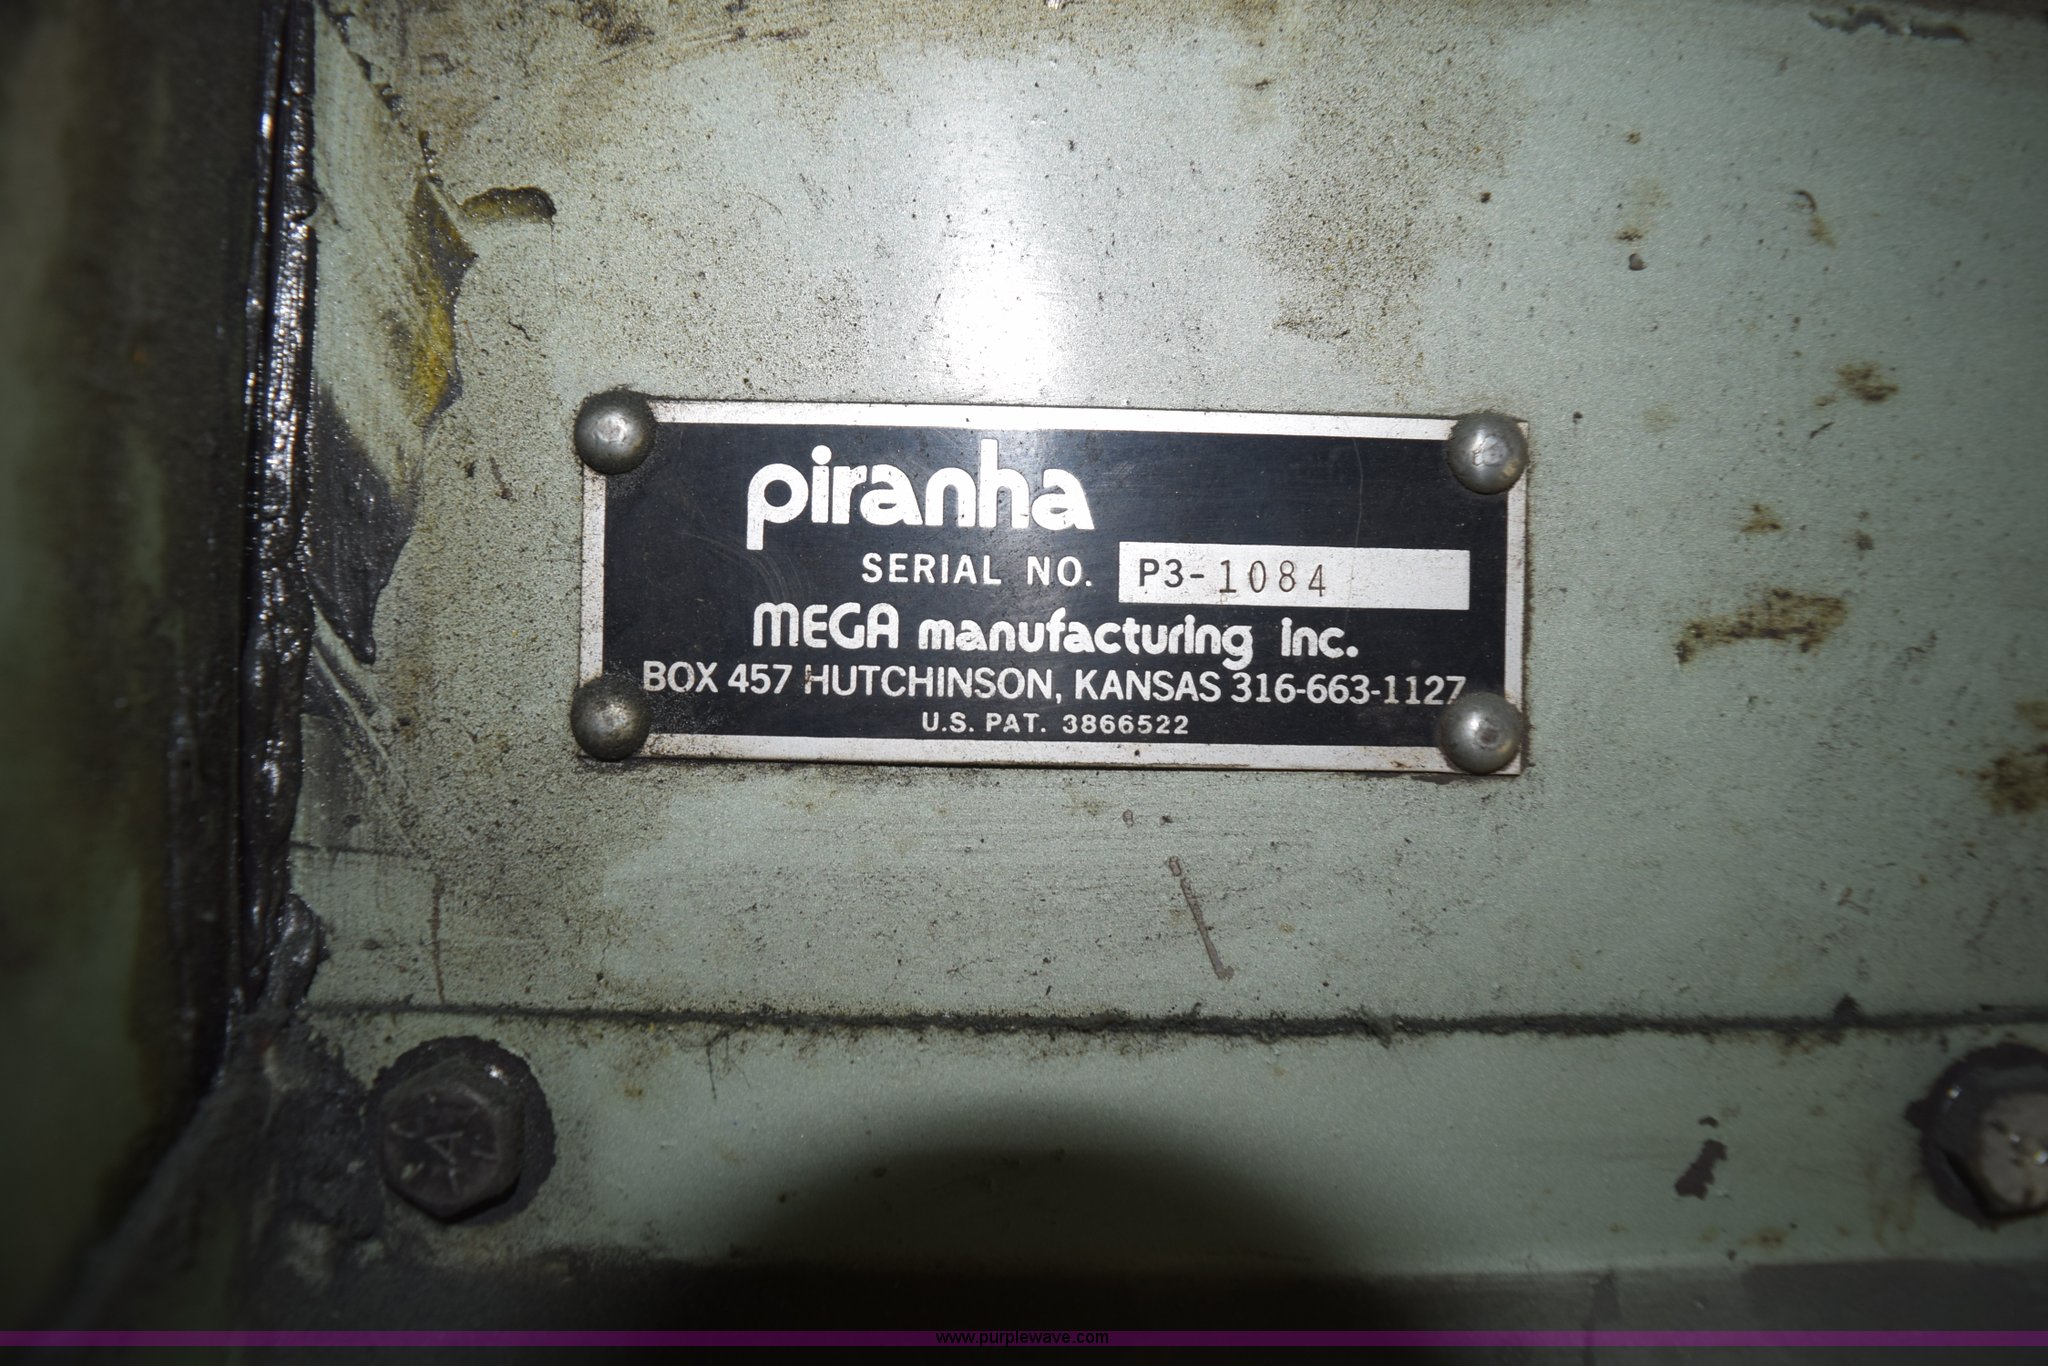 piranha
SERIAL NO. P3-1084
MEGA manufacturing inc.
BOX 457 HUTCHINSON, KANSAS 316-663-1127
U.S. PAT. 3866522
www.purplewave.com